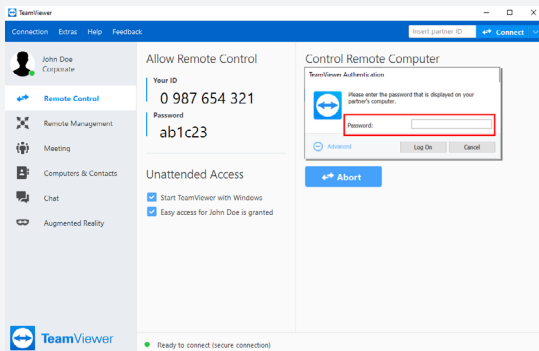 TeamViewer
Connection Extras Help Feedback
Insert partner ID
Connect
John Doe
Corporate
Remote Control
Remote Management
Meeting
Computers & Contacts
Chat
Augmented Reality
TeamViewer
Allow Remote Control
Your ID
0 987 654 321
Password
ab1c23
Unattended Access
Start TeamViewer with Windows
Easy access for John Doe is granted
Control Remote Computer
TeamViewer Authentication
Please enter the password that is displayed on your
partner's computer.
Password:
Advanced
Log On
Cancel
Abort
Ready to connect (secure connection)